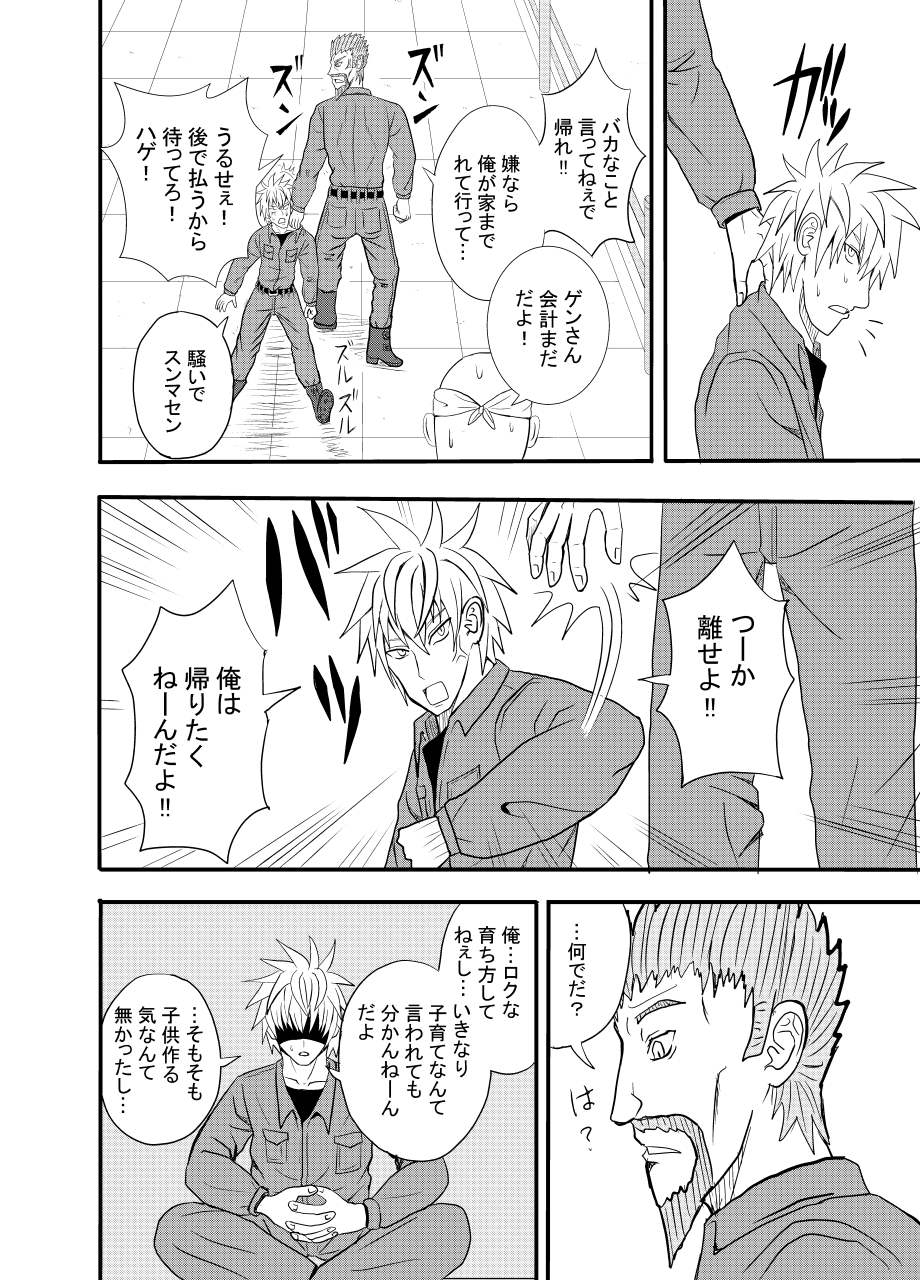 ガッ
バカなこと
言ってねぇで
帰れ!!
嫌なら
俺が家まで
れて行って…
ゲンさん
会計まだ
だよ！
ズンズン
うるせぇ！
後で払うから
待ってろ！
ハゲ！
騒いで
スンマセン
ズルズル
つーか
離せよ!!
俺は
帰りたく
ねーんだよ!!
…何でだ？
は？
俺…ロクな
育ち方して
ねぇし…いきなり
子育てなんて
言われても
分かんねーん
だよ
…そもそも
子供作る
気なんて
無かったし…